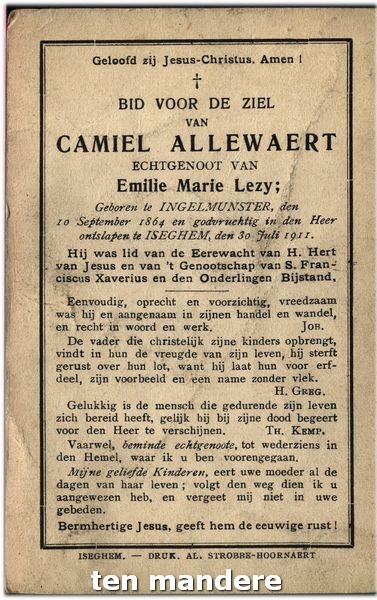 Geloofd zij Jesus-Christus. Amen !
†
BID VOOR DE ZIEL
VAN
CAMIEL ALLEWAERT
ECHTGENOOT VAN
Emilie Marie Lezy;
Geboren te INGELMUNSTER, den
10 September 1864 en godvruchtig in den Heer
ontslapen te ISEGHEM, den 30 Juli 1911.
Hij was lid van de Eerewacht van H. Hert
van Jesus en van 't Genootschap van S. Fran-
ciscus Xaverius en den Onderlingen Bijstand.
Eenvoudig, oprecht en voorzichtig, vreedzaam
was hij en aangenaam in zijnen handel en wandel,
en recht in woord en werk. JOB.
De vader die christelijk zijne kinders opbrengt,
vindt in hun de vreugde van zijn leven, hij sterft
gerust over hun lot, want hij laat hun voor erf-
deel, zijn voorbeeld en een name zonder vlek.
H. GREG.
Gelukkig is de mensch die gedurende zijn leven
zich bereid heeft, gelijk hij bij zijne dood begeert
voor den Heer te verschijnen. TH. KEMP.
Vaarwel, beminde echtgenoote, tot wederziens in
den Hemel, waar ik u ben voorengegaan.
Mijne geliefde Kinderen, eert uwe moeder al de
dagen van haar leven ; volgt den weg dien ik u
aangewezen heb, en vergeet mij niet in uwe
gebeden.
Bermhertige Jesus, geeft hem de eeuwige rust !
ISEGHEM. — DRUK. AL. STROBBE-HOORNAERT
ten mandere